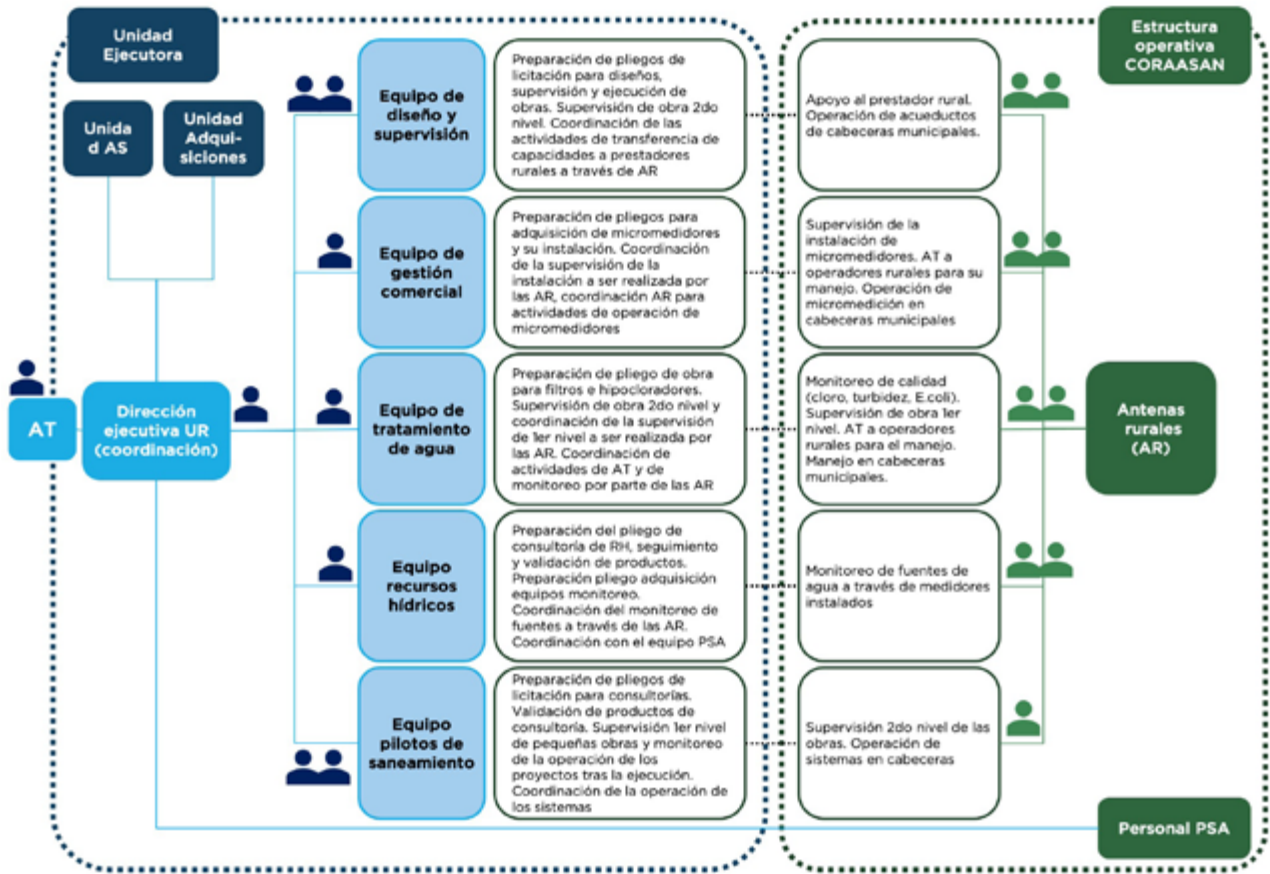 Unidad
Ejecutora
Estructura
operativa
CORAASAN
Unida
d AS
Unidad
Adqui-
siciones
AT
Dirección
ejecutiva UR
(coordinación)
Equipo de
diseño y
supervisión
Preparación de pliegos de
licitación para diseños,
supervisión y ejecución de
obras. Supervisión de obra 2do
nivel. Coordinación de las
actividades de transferencia de
capacidades a prestadores
rurales a través de AR
Apoyo al prestador rural.
Operación de acueductos
de cabeceras municipales.
Equipo de
gestión
comercial
Preparación de pliegos para
adquisición de micromedidores
y su instalación. Coordinación
de la supervisión de la
instalación a ser realizada por
las AR, coordinación AR para
actividades de operación de
micromedidores
Supervisión de la
instalación de
micromedidores. AT a
operadores rurales para su
manejo. Operación de
micromedición en
cabeceras municipales
Equipo de
tratamiento
de agua
Preparación de pliego de obra
para filtros e hipocloradores.
Supervisión de obra 2do nivel y
coordinación de la supervisión
de 1er nivel a ser realizada por
las AR. Coordinación de
actividades de AT y de
monitoreo por parte de las AR
Monitoreo de calidad
(cloro, turbidez, E.coli).
Supervisión de obra 1er
nivel. AT a operadores
rurales para el manejo.
Manejo en cabeceras
municipales.
Antenas
rurales
(AR)
Equipo
recursos
hídricos
Preparación del pliego de
consultoría de RH, seguimiento
y validación de productos.
Preparación pliego adquisición
equipos monitoreo.
Coordinación del monitoreo de
fuentes a través de las AR.
Coordinación con el equipo PSA
Monitoreo de fuentes de
agua a través de medidores
instalados
Equipo
pilotos de
saneamiento
Preparación de pliegos de
licitación para consultorías.
Validación de productos de
consultoría. Supervisión 1er nivel
de pequeñas obras y monitoreo
de la operación de los
proyectos tras la ejecución.
Coordinación de la operación de
los sistemas
Supervisión 2do nivel de las
obras. Operación de
sistemas en cabeceras
Personal PSA